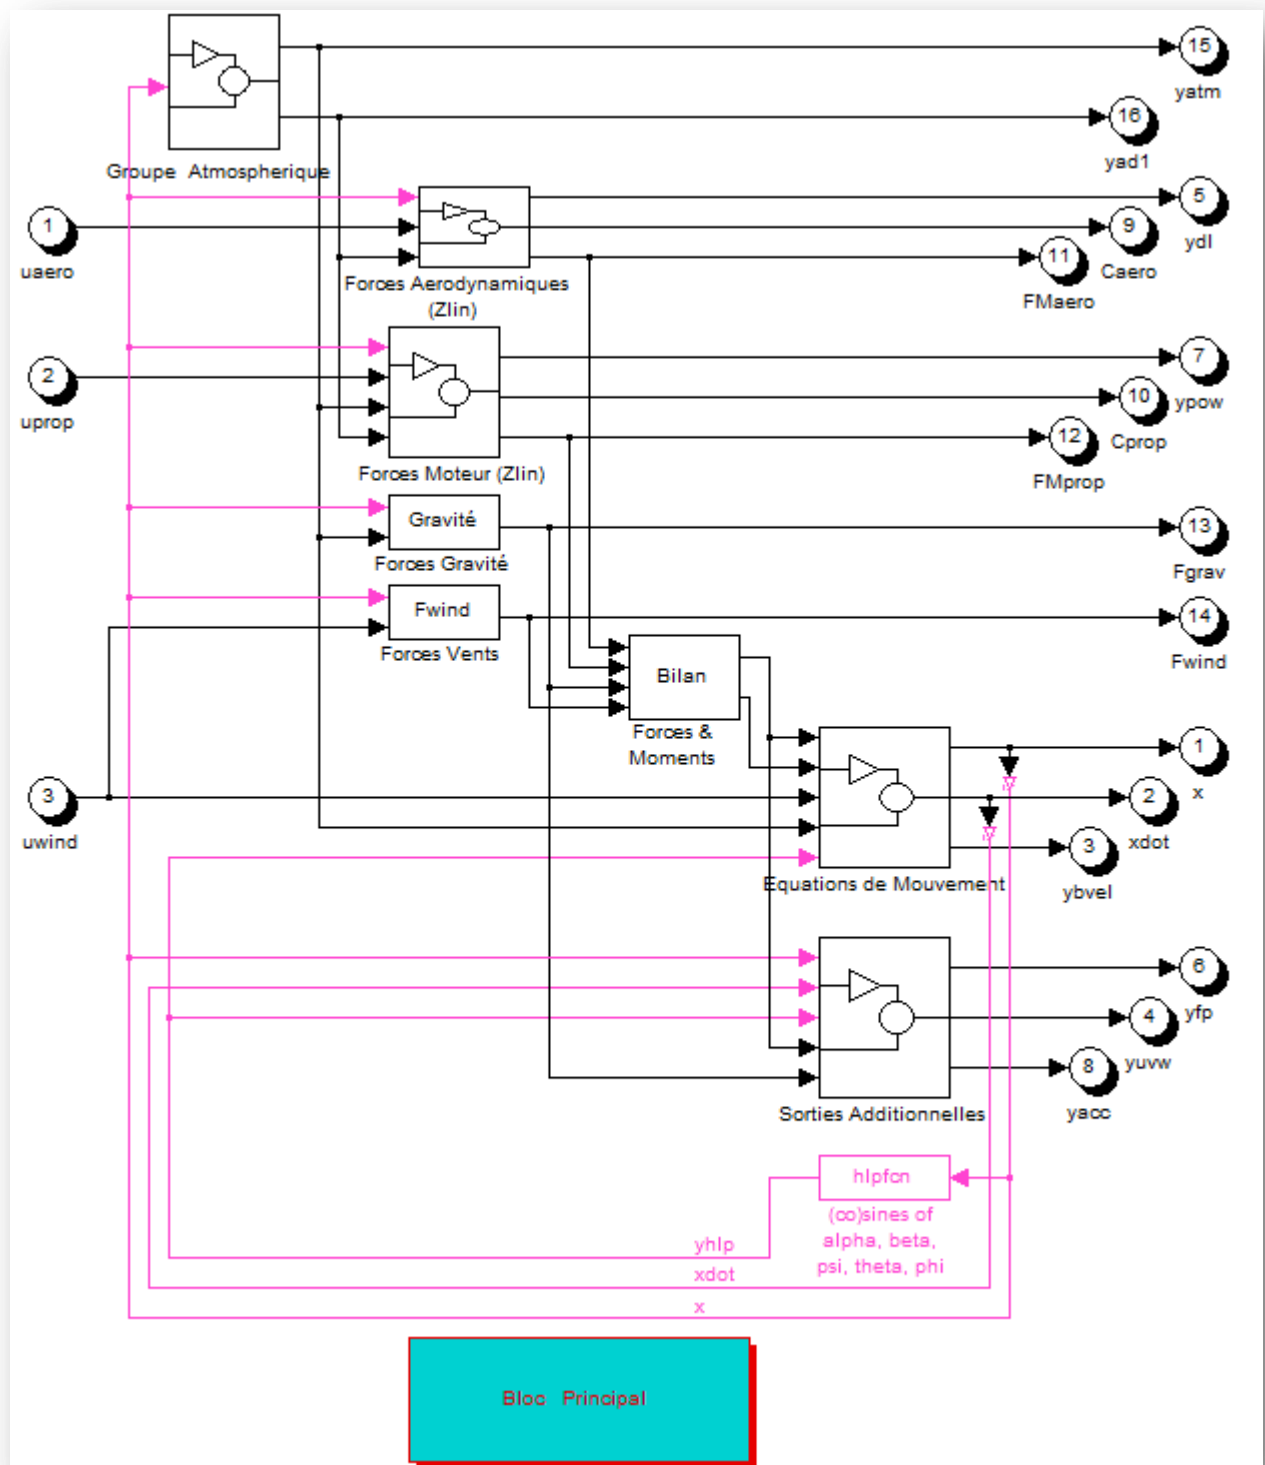 15
yatm
16
yad1
Groupe Atmospherique
1
uaero
5
ydl
9
Caero
11
FMaero
Forces Aerodynamiques
(Zlin)
2
uprop
7
ypow
10
Cprop
12
FMprop
Forces Moteur (Zlin)
Gravité
Forces Gravité
13
Fgrav
Fwind
Forces Vents
14
Fwind
Bilan
Forces &
Moments
3
uwind
1
x
2
xdot
3
ybvel
Equations de Mouvement
6
yfp
4
yuvw
8
yacc
Sorties Additionnelles
hlpfcn
(co)sines of
alpha, beta,
psi, theta, phi
yhlp
xdot
x
Bloc Principal